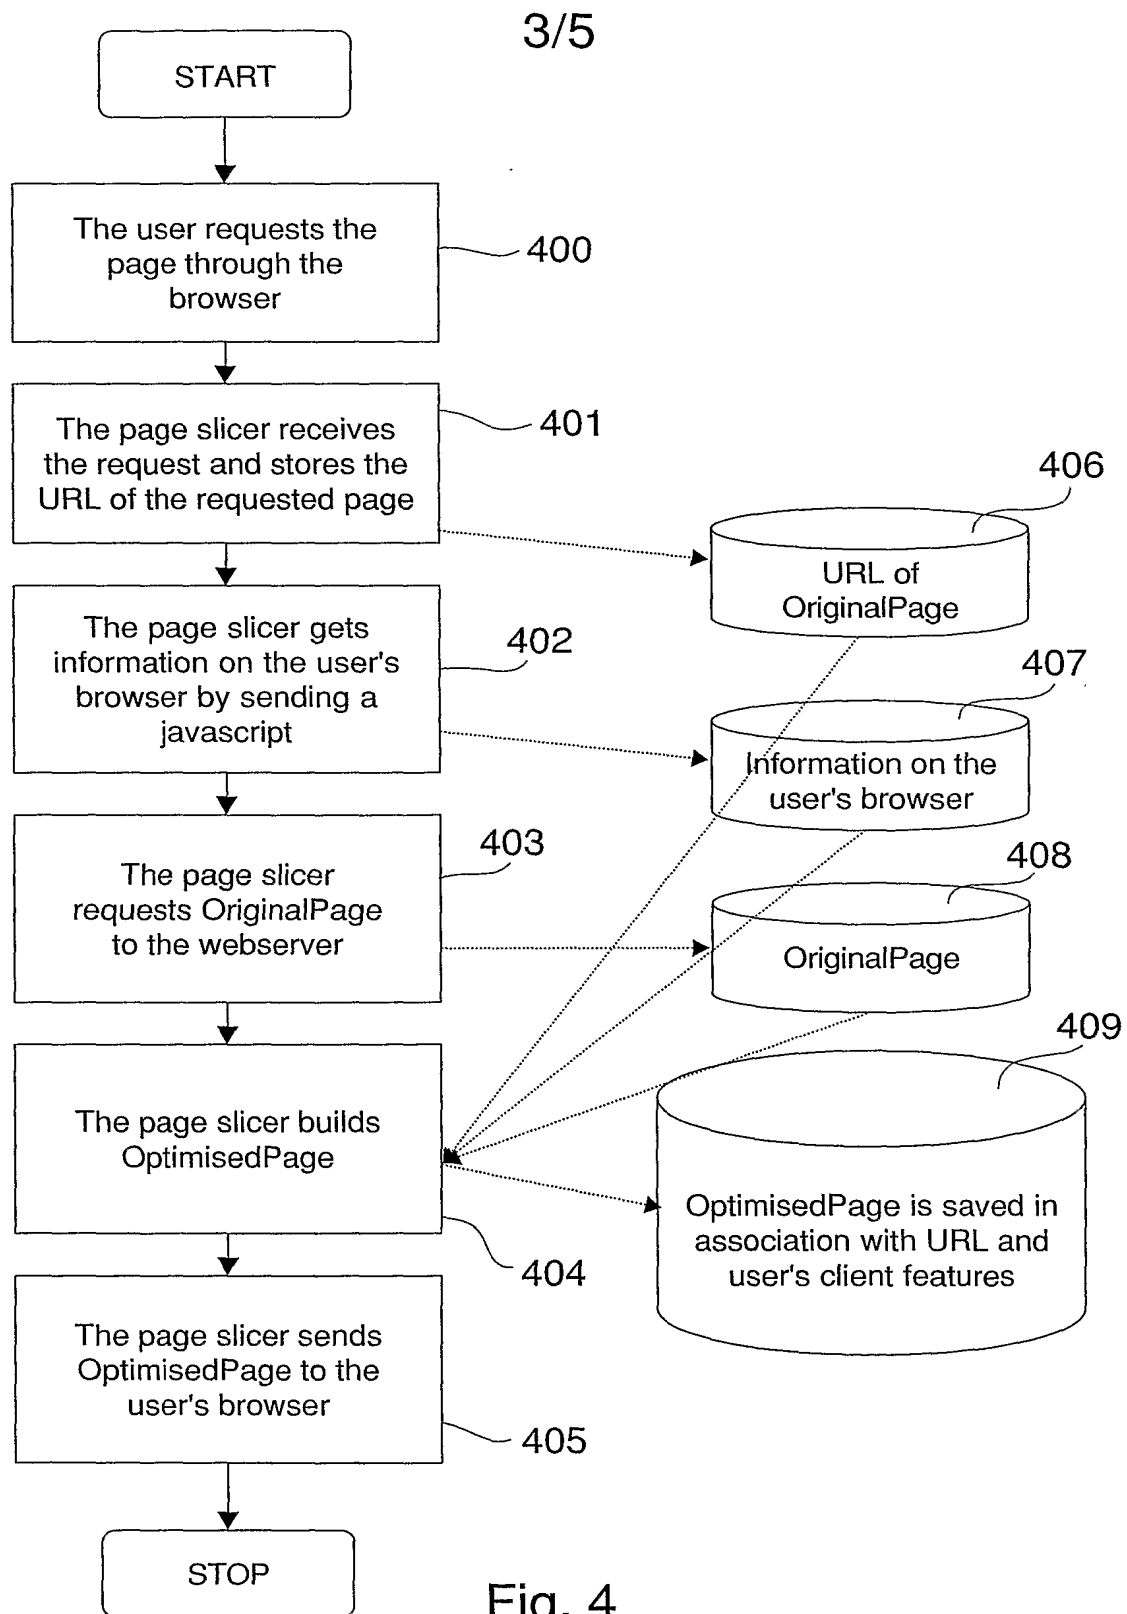 3/5
START
The user requests the
page through the
browser
400
The page slicer receives
the request and stores the
URL of the requested page
401
406
URL of
OriginalPage
The page slicer gets
information on the user's
browser by sending a
javascript
402
407
Information on the
user's browser
The page slicer
requests OriginalPage
to the webserver
403
408
OriginalPage
409
The page slicer builds
OptimisedPage
404
OptimisedPage is saved in
association with URL and
user's client features
The page slicer sends
OptimisedPage to the
user's browser
405
STOP
Fig. 4